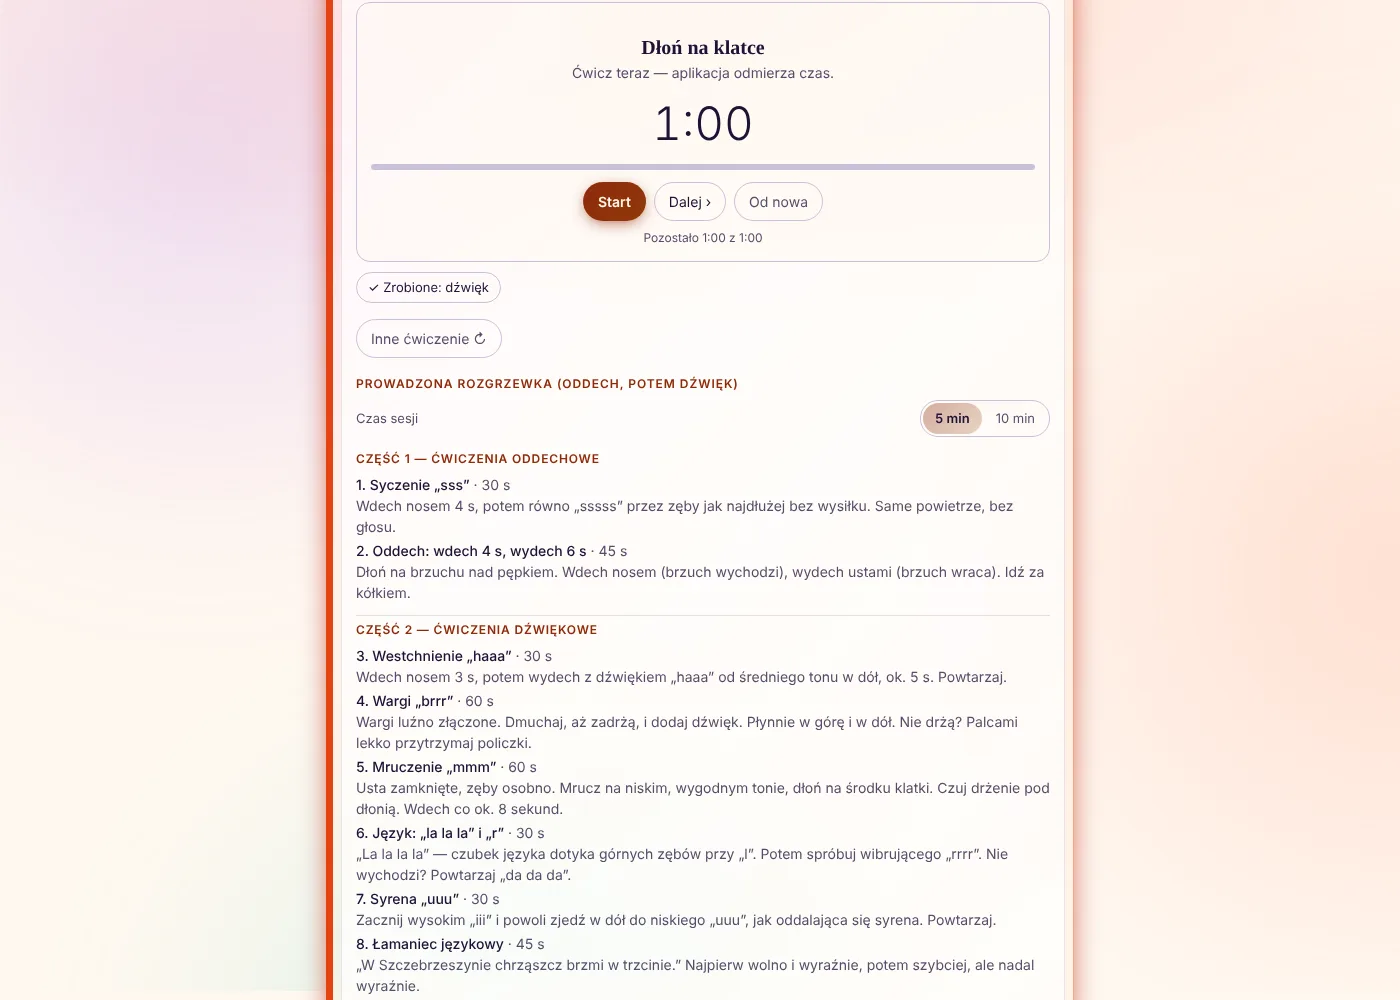 Dłoń na klatce
Ćwicz teraz — aplikacja odmierza czas.
1:00
Start
Dalej ›
Od nowa
Pozostało 1:00 z 1:00
✓ Zrobione: dźwięk
Inne ćwiczenie ↻
PROWADZONA ROZGRZEWKA (ODDECH, POTEM DŹWIĘK)
Czas sesji
5 min
10 min
CZĘŚĆ 1 — ĆWICZENIA ODDECHOWE
1. Syczenie „sss” · 30 s
Wdech nosem 4 s, potem równo „sssss” przez zęby jak najdłużej bez wysiłku. Same powietrze, bez
głosu.
2. Oddech: wdech 4 s, wydech 6 s · 45 s
Dłoń na brzuchu nad pępkiem. Wdech nosem (brzuch wychodzi), wydech ustami (brzuch wraca). Idź za
kółkiem.
CZĘŚĆ 2 — ĆWICZENIA DŹWIĘKOWE
3. Westchnienie „haaa” · 30 s
Wdech nosem 3 s, potem wydech z dźwiękiem „haaa” od średniego tonu w dół, ok. 5 s. Powtarzaj.
4. Wargi „brrr” · 60 s
Wargi luźno złączone. Dmuchaj, aż zadrżą, i dodaj dźwięk. Płynnie w górę i w dół. Nie drżą? Palcami
lekko przytrzymaj policzki.
5. Mruczenie „mmm” · 60 s
Usta zamknięte, zęby osobno. Mrucz na niskim, wygodnym tonie, dłoń na środku klatki. Czuj drżenie pod
dłonią. Wdech co ok. 8 sekund.
6. Język: „la la la” i „r” · 30 s
„La la la la” — czubek języka dotyka górnych zębów przy „l”. Potem spróbuj wibrującego „rrrr”. Nie
wychodzi? Powtarzaj „da da da”.
7. Syrena „uuu” · 30 s
Zacznij wysokim „iii” i powoli zjedź w dół do niskiego „uuu”, jak oddalająca się syrena. Powtarzaj.
8. Łamaniec językowy · 45 s
„W Szczebrzeszynie chrząszcz brzmi w trzcinie.” Najpierw wolno i wyraźnie, potem szybciej, ale nadal
wyraźnie.